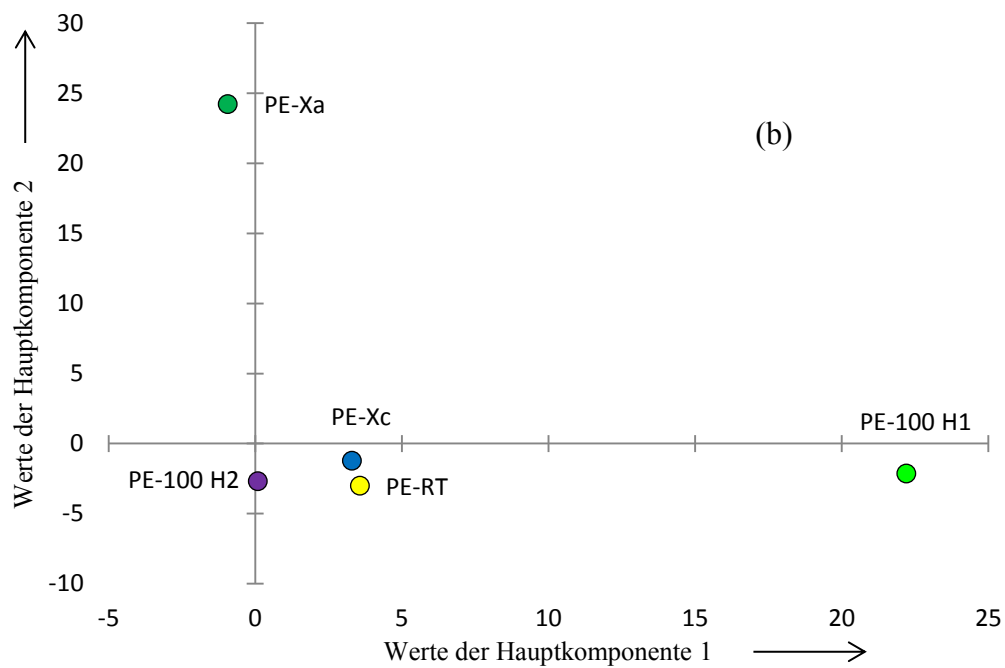 30
25
20
15
10
5
0
-5
-10
Werte der Hauptkomponente 2
PE-Xa
(b)
PE-Xc
PE-100 H1
PE-100 H2
PE-RT
-5 0 5 10 15 20 25
Werte der Hauptkomponente 1